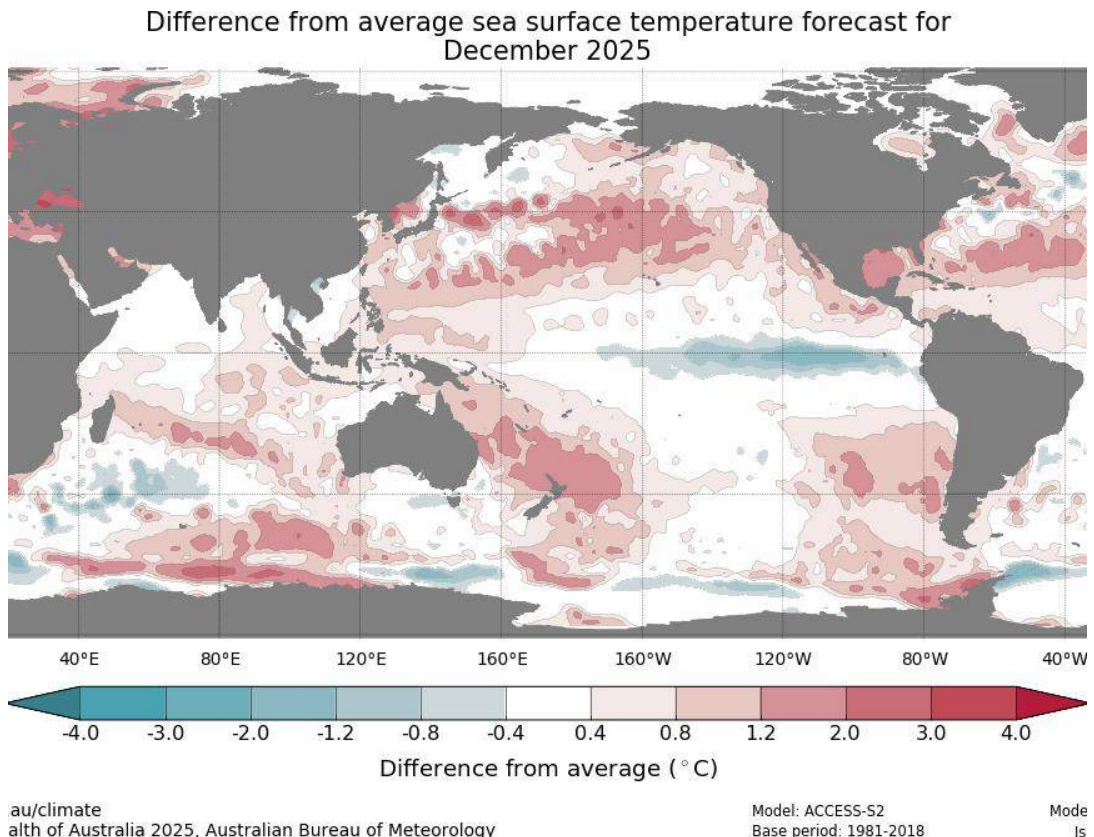 Difference from average sea surface temperature forecast for
December 2025
40°E 80°E 120°E 160°E 160°W 120°W 80°W 40°W
-4.0 -3.0 -2.0 -1.2 -0.8 -0.4 0.4 0.8 1.2 2.0 3.0 4.0
Difference from average (°C)
au/climate
alth of Australia 2025, Australian Bureau of Meteorology
Model: ACCESS-S2
Base period: 1981-2018
Mode
Is